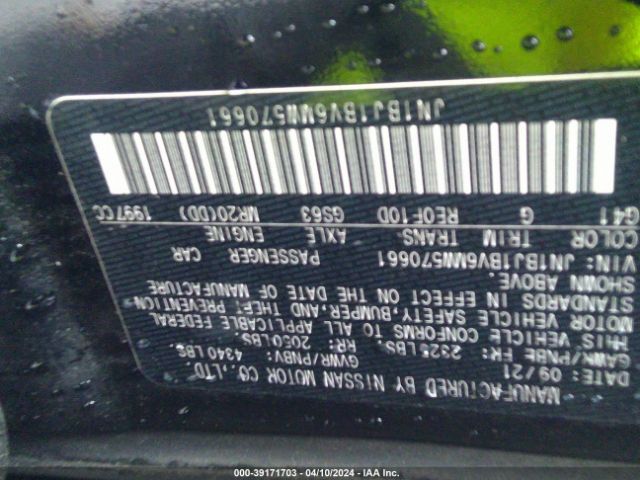 MANUFACTURED BY NISSAN MOTOR CO.,LTD.
DATE: 09/21 GVWR/PNBV: 4340LBS.
GAWR/PNBE FR: 2325LBS. RR: 2050LBS.
THIS VEHICLE CONFORMS TO ALL APPLICABLE FEDERAL
MOTOR VEHICLE SAFETY,BUMPER,AND THEFT PREVENTION
STANDARDS IN EFFECT ON THE DATE OF MANUFACTURE
SHOWN ABOVE.
VIN: JN1BJ1BV6NW570661 PASSENGER CAR
COLOR TRIM TRANS AXLE ENGINE
G41 G RE0F10D GS63 MR20(DD) 1997CC
JN1BJ1BV6NW570661
000-39171703 - 04/10/2024 - IAA Inc.